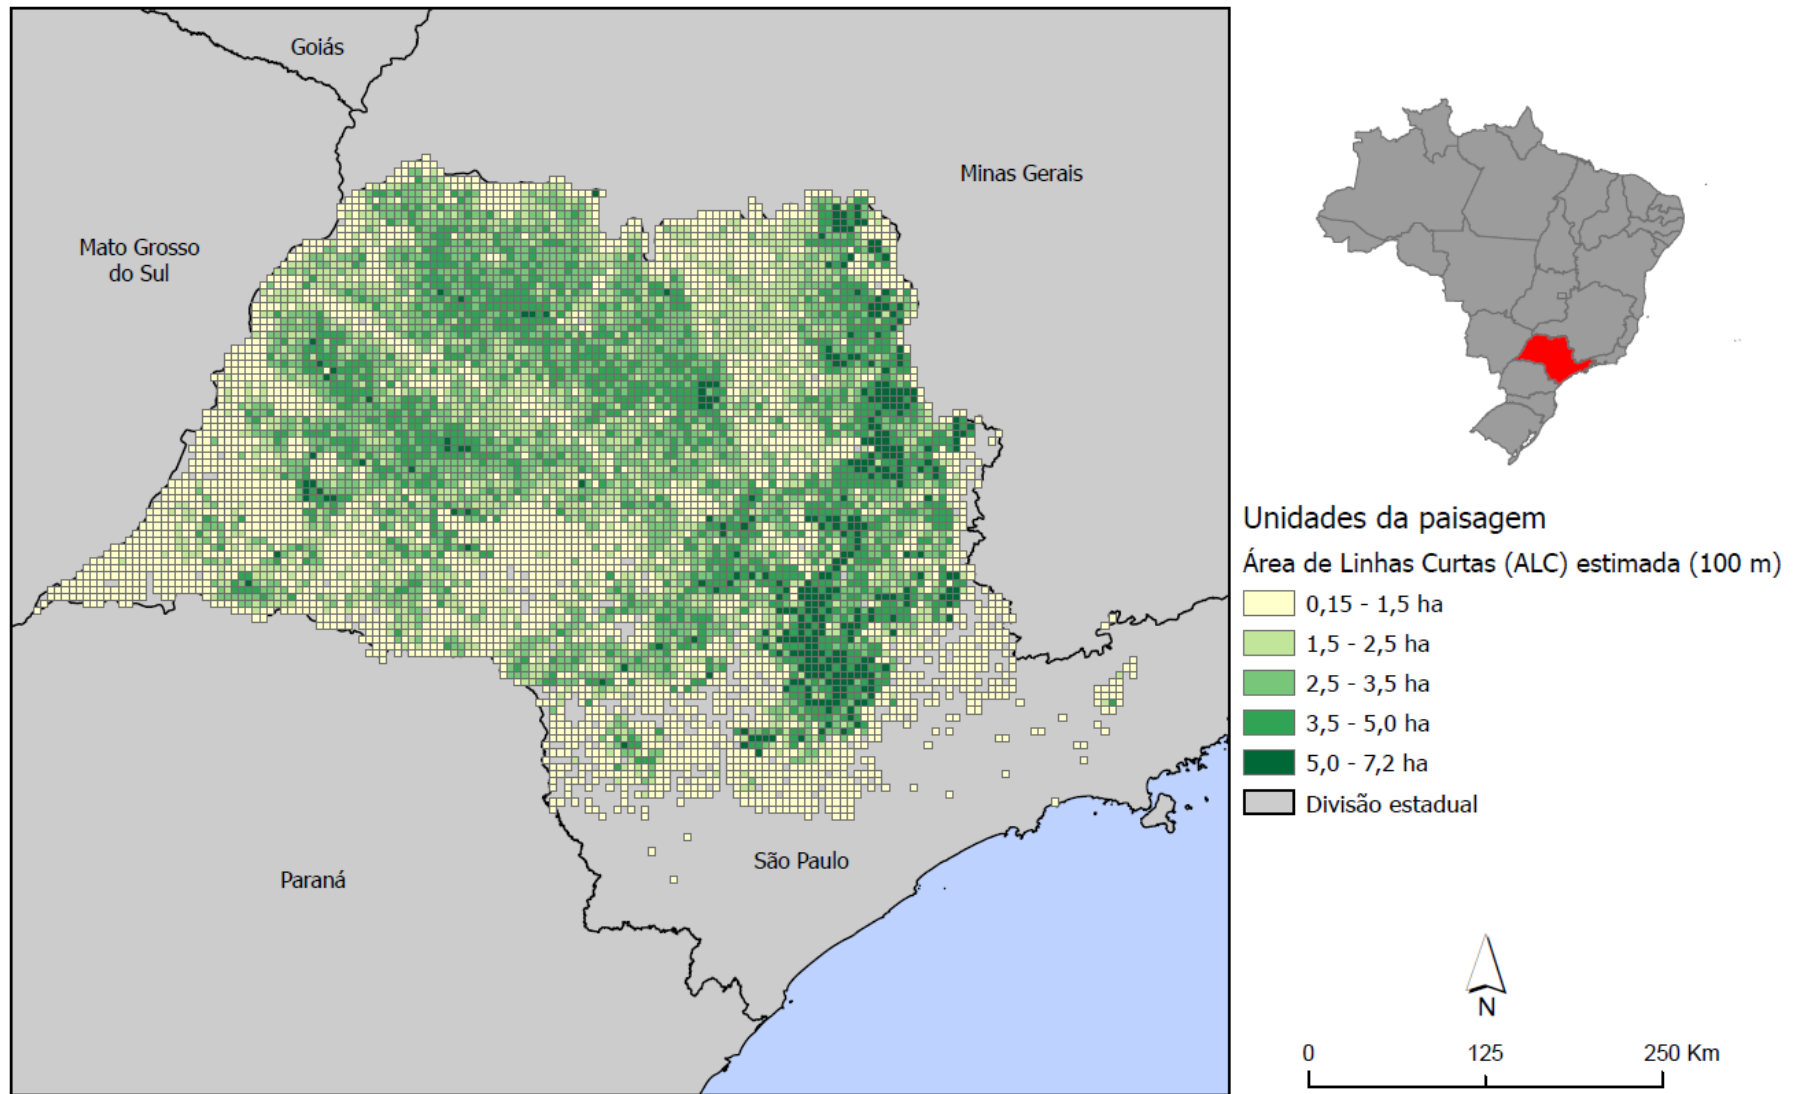 Goiás
Minas Gerais
Mato Grosso
do Sul
São Paulo
Paraná
Unidades da paisagem
Área de Linhas Curtas (ALC) estimada (100 m)
0,15 - 1,5 ha
1,5 - 2,5 ha
2,5 - 3,5 ha
3,5 - 5,0 ha
5,0 - 7,2 ha
Divisão estadual
N
0 125 250 Km